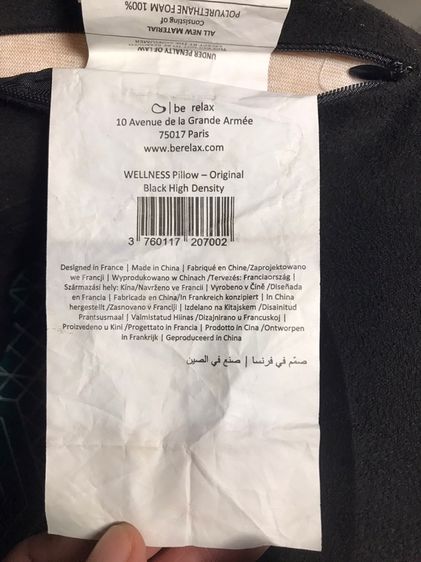 POLYURETHANE FOAM 100%
Consisting of
ALL NEW MATERIAL
UNDER PENALTY OF LAW
be relax
10 Avenue de la Grande Armée
75017 Paris
www.berelax.com
WELLNESS Pillow – Original
Black High Density
3 760117 207002
Designed in France | Made in China | Fabriqué en Chine/Zaprojektowano
we Francji | Wyprodukowano w Chinach /Tervezés: Franciaország |
Származási hely: Kína/Navrženo ve Francii | Vyrobeno v Číně /Diseñada
en Francia | Fabricada en China/In Frankreich konzipiert | In China
hergestellt /Zasnovano v Franciji | Izdelano na Kitajskem /Disainitud
Prantsusmaal | Valmistatud Hiinas /Dizajnirano u Francuskoj |
Proizvedeno u Kini /Progettato in Francia | Prodotto in Cina /Ontworpen
in Frankrijk | Geproduceerd in China
صمّم في فرنسا | صنع في الصين